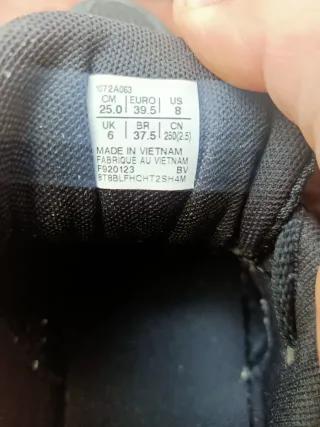 1072A063
CM EURO US
25.0 39.5 8
UK BR CN
6 37.5 250(2.5)
MADE IN VIETNAM
FABRIQUE AU VIETNAM
F920123 BV
8T8BLFHCHT2SH4M